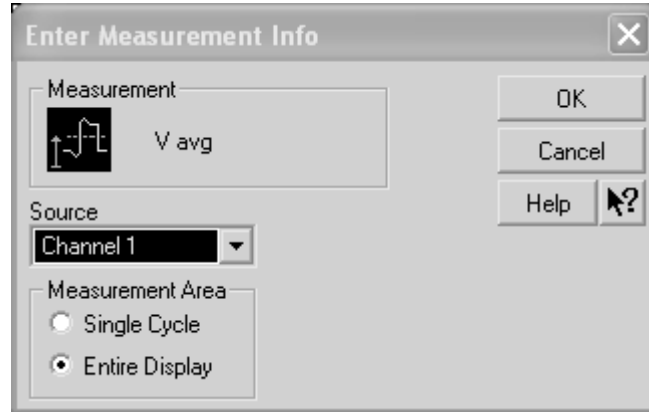 Enter Measurement Info
Measurement
V avg
OK
Cancel
Help ?
Source
Channel 1
Measurement Area
Single Cycle
Entire Display